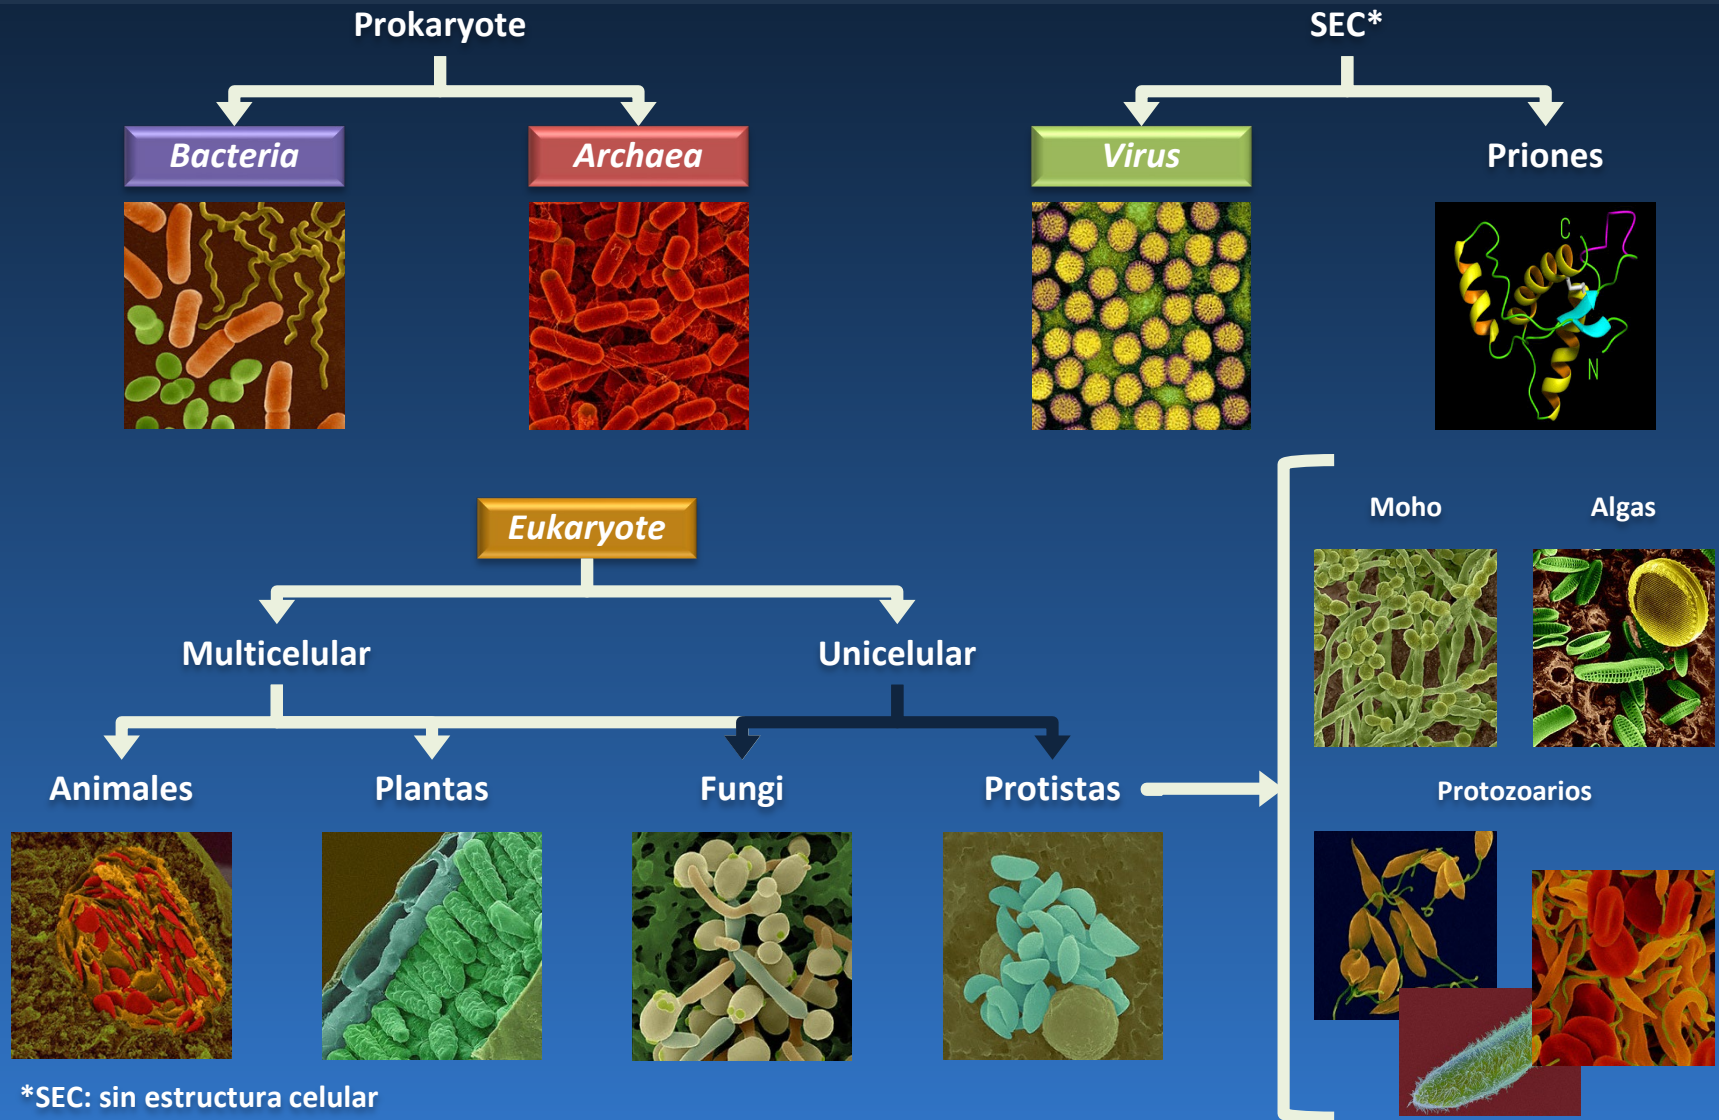 Prokaryote
SEC*
Bacteria
Archaea
Virus
Priones
C
N
Eukaryote
Moho
Algas
Multicelular
Unicelular
Animales
Plantas
Fungi
Protistas
Protozoarios
*SEC: sin estructura celular